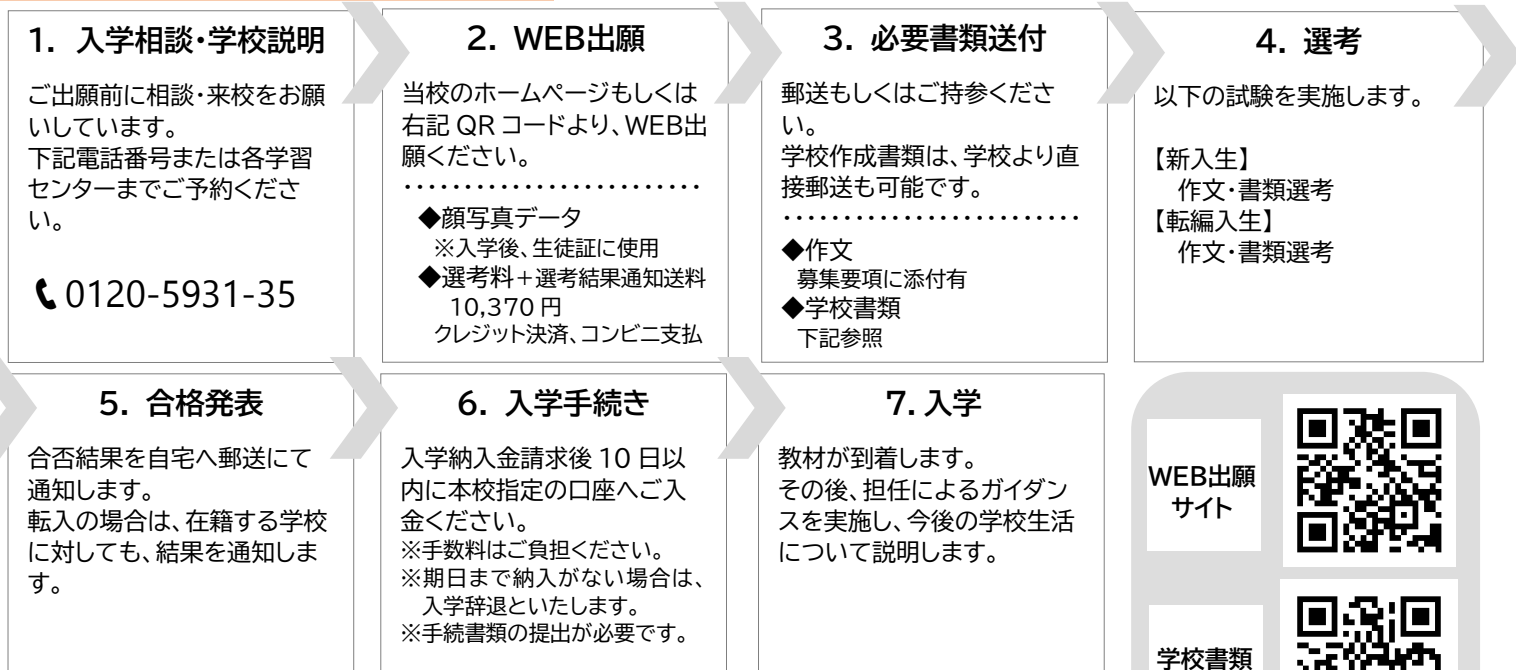 1. 入学相談・学校説明
ご出願前に相談・来校をお願
いしています。
下記電話番号または各学習
センターまでご予約くださ
い。
0120-5931-35
2. WEB出願
当校のホームページもしくは
右記 QR コードより、WEB出
願ください。
・・・・・・・・・・・・・・・・・・・・・・・・・
◆顔写真データ
※入学後、生徒証に使用
◆選考料+選考結果通知送料
10,370 円
クレジット決済、コンビニ支払
3. 必要書類送付
郵送もしくはご持参くださ
い。
学校作成書類は、学校より直
接郵送も可能です。
・・・・・・・・・・・・・・・・・・・・・・・・・
◆作文
募集要項に添付有
◆学校書類
下記参照
4. 選考
以下の試験を実施します。
【新入生】
作文・書類選考
【転編入生】
作文・書類選考
5. 合格発表
合否結果を自宅へ郵送にて
通知します。
転入の場合は、在籍する学校
に対しても、結果を通知しま
す。
6. 入学手続き
入学納入金請求後 10 日以
内に本校指定の口座へご入
金ください。
※手数料はご負担ください。
※期日まで納入がない場合は、
入学辞退といたします。
※手続書類の提出が必要です。
7. 入学
教材が到着します。
その後、担任によるガイダン
スを実施し、今後の学校生活
について説明します。
WEB出願
サイト
学校書類